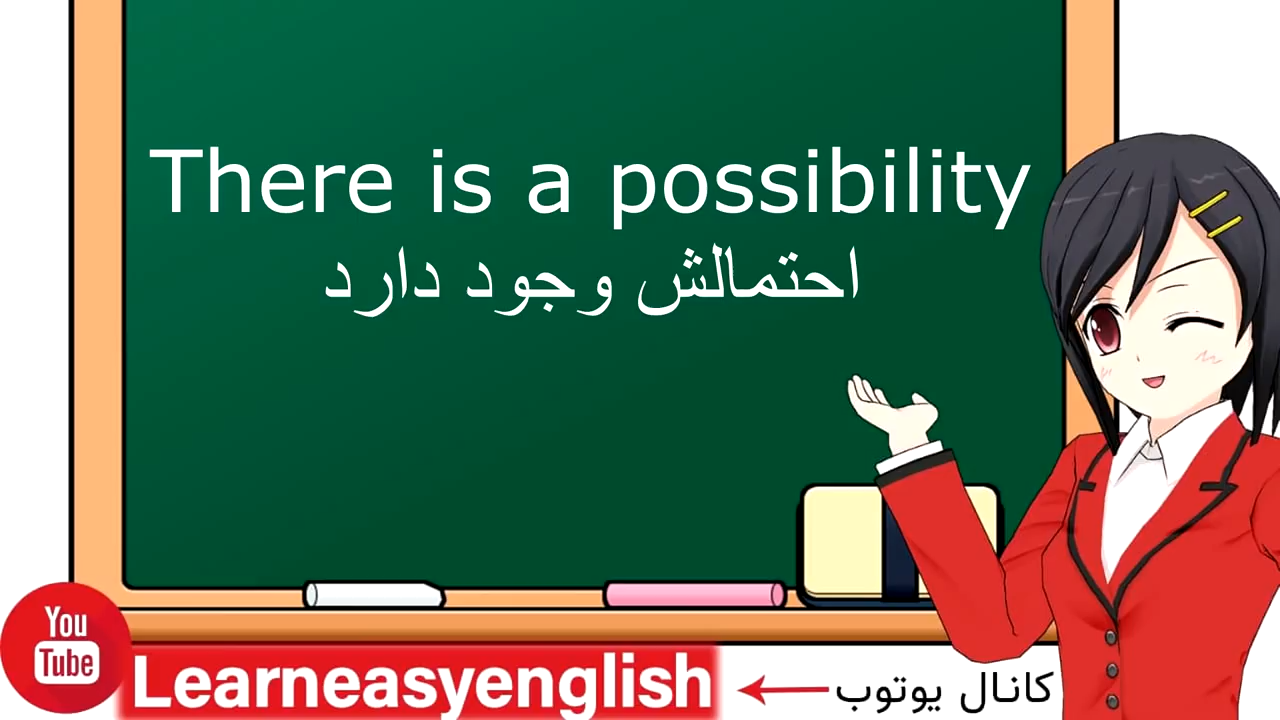 There is a possibility
احتمالش وجود دارد
You
Tube
Learneasyenglish
کانال یوتوب